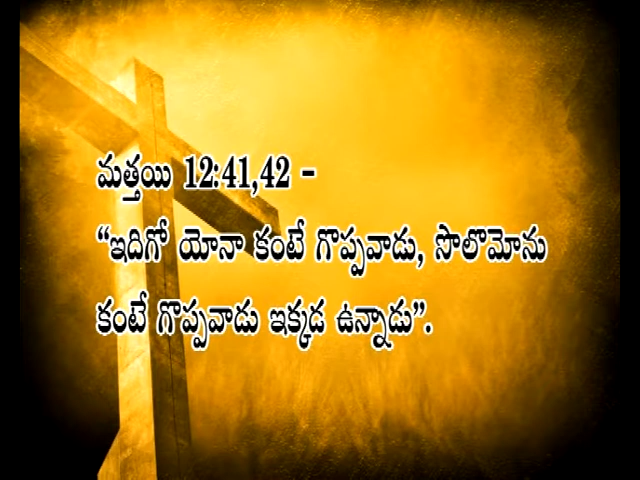 మత్తయి 12:41,42 -
“ఇదిగో యోనా కంటే గొప్పవాడు, సొలొమోను
కంటే గొప్పవాడు ఇక్కడ ఉన్నాడు”.